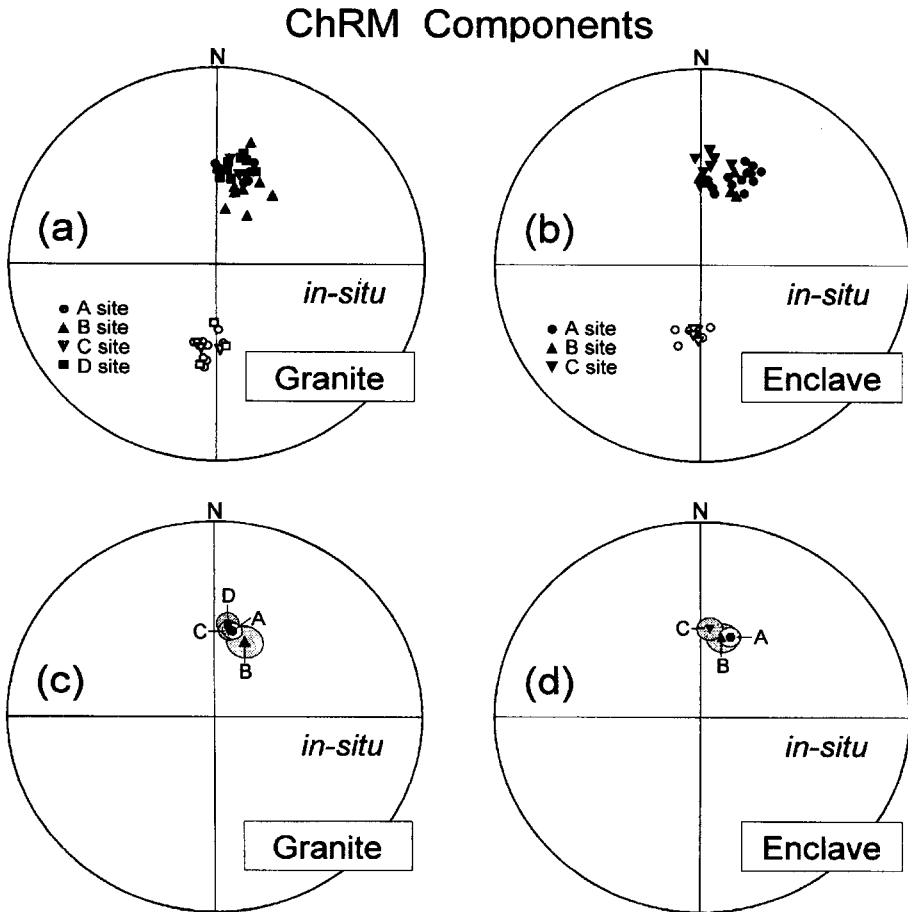 ChRM Components
N
N
(a)
(b)
in-situ
in-situ
A site
B site
C site
D site
A site
B site
C site
Granite
Enclave
N
N
D
A
C
B
C
A
B
(c)
(d)
in-situ
in-situ
Granite
Enclave